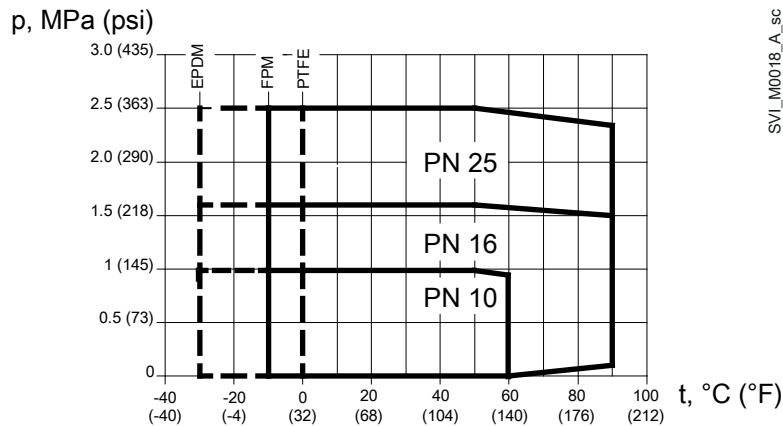 p, MPa (psi)
SVI_M0018_A_sc
EPDM
FPM
PTFE
3.0 (435)
2.5 (363)
2.0 (290)
1.5 (218)
1 (145)
0.5 (73)
0
PN 25
PN 16
PN 10
-40 -20 0 20 40 60 80 100
(-40) (-4) (32) (68) (104) (140) (176) (212)
t, °C (°F)